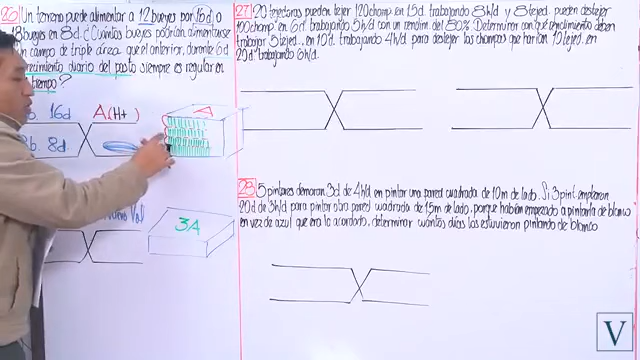 26 Un terreno puede alimentar a 12 bueyes por 16d o
18 bueyes en 8d. ¿Cuántos bueyes podrían alimentarse
un campo de triple área que el anterior, durante 6d
crecimiento diario del pasto siempre es regular en
tiempo?
b. 16d
A(H+ )
A
b. 8d
Vol
3A
27 20 tejedoras pueden tejer 120chomp. en 15d. trabajando 8h/d y 8 tejed. pueden destejer
100chomp. en 6d. trabajando 5h/d con un rendim. del 80%. Determinar con que rendimiento deben
trabajar 5 tejed... en 10d. trabajando 4h/d para destejer las chompas que harían 10 tejed. en
20d. trabajando 6h/d.
28 5 pintores demoran 3d de 4h/d en pintar una pared cuadrada de 10m de lado. Si 3 pint. emplearon
20d de 3h/d para pintar otra pared cuadrada de 15m de lado, porque habían empezado a pintarla de blanco
en vez de azul que era lo acordado, determinar cuántos días las estuvieron pintando de blanco
V